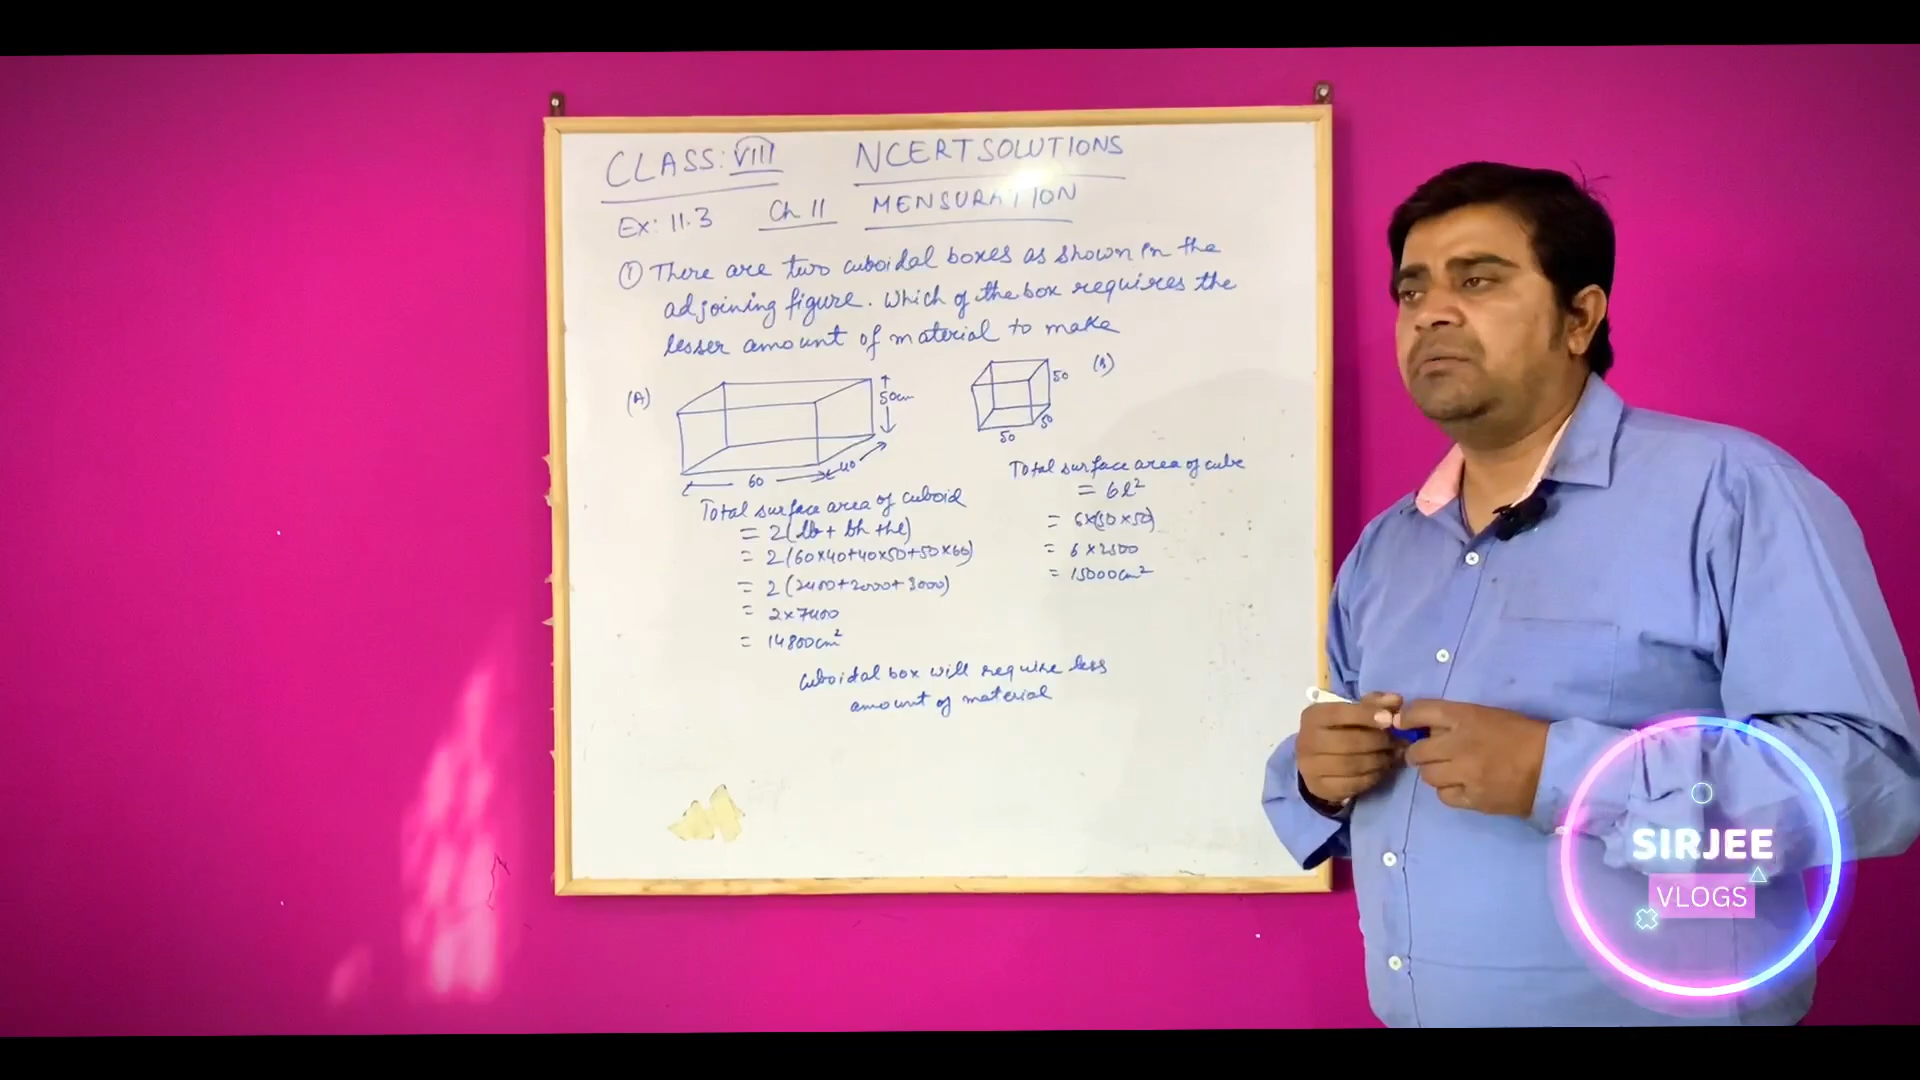 CLASS: VIII NCERT SOLUTIONS
Ex: 11.3 Ch 11 MENSURATION
① There are two cuboidal boxes as shown in the
adjoining figure. Which of the box requires the
lesser amount of material to make
(A)
50cm
60
40
50
50
50
Total surface area of cuboid
= 2(lb + bh + hl)
= 2(60×40+40×50+50×60)
= 2(2400+2000+3000)
= 2×7400
= 14800cm²
Total surface area of cube
= 6l²
= 6×(50×50)
= 6×2500
= 15000cm²
cuboidal box will require less
amount of material
SIRJEE
VLOGS